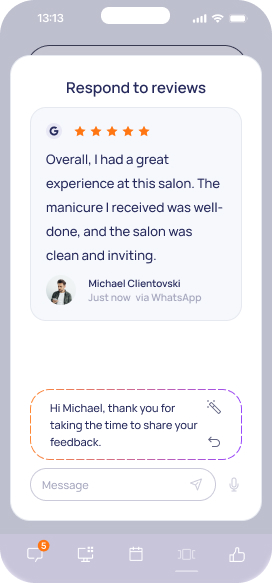 13:13
Respond to reviews
G
Overall, I had a great
experience at this salon. The
manicure I received was well-
done, and the salon was
clean and inviting.
Michael Clientovski
Just now via WhatsApp
Hi Michael, thank you for
taking the time to share your
feedback.
Message
5